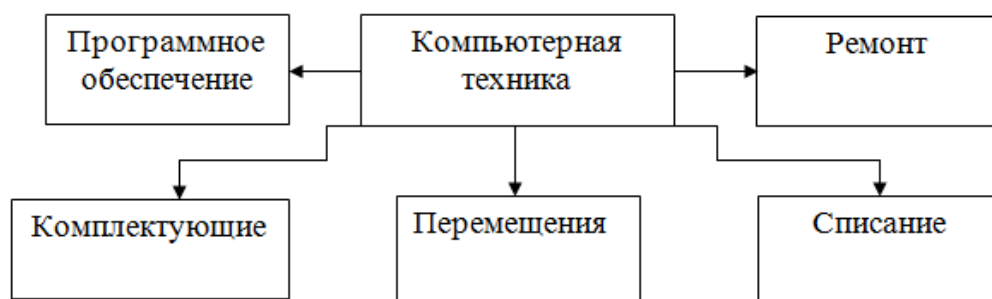 Программное
обеспечение
Компьютерная
техника
Ремонт
Комплектующие
Перемещения
Списание